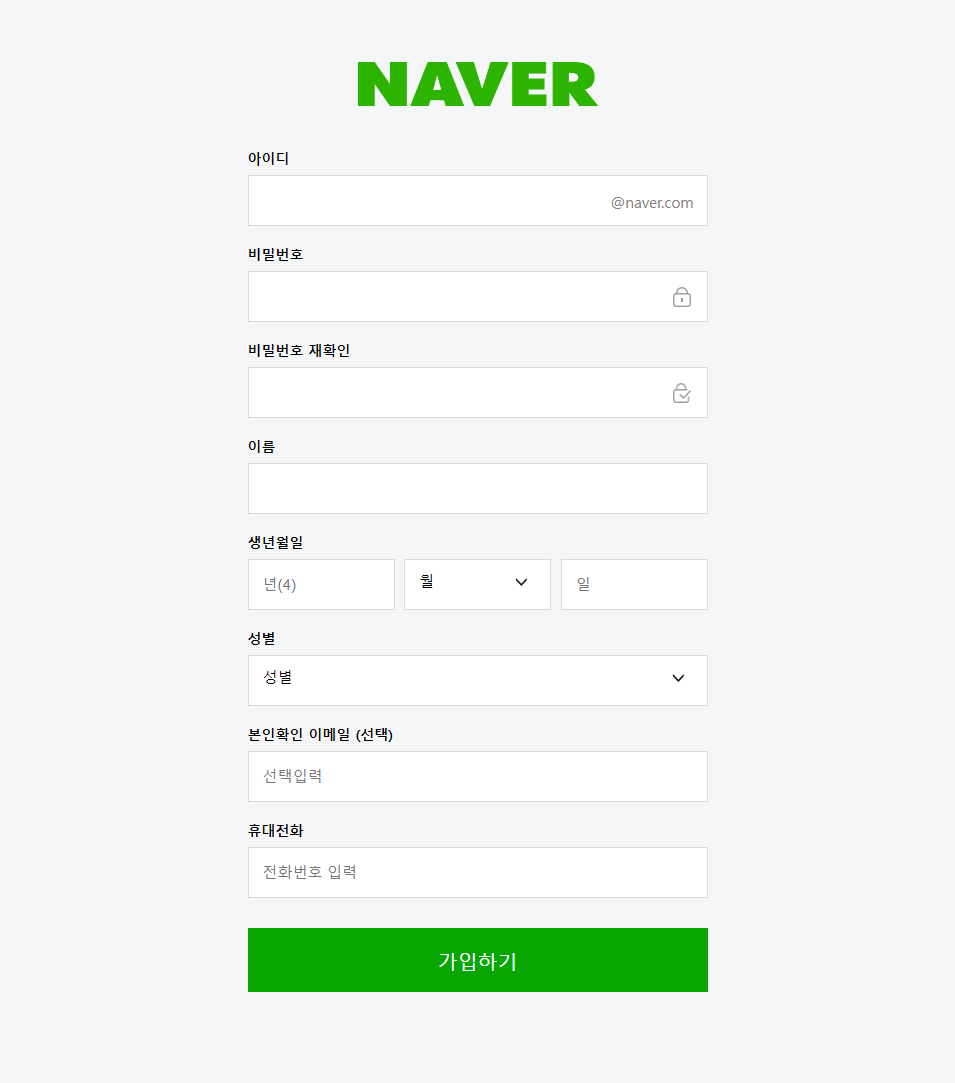 NAVER
아이디
@naver.com
비밀번호
비밀번호 재확인
이름
생년월일
년(4) 월 일
성별
성별
본인확인 이메일 (선택)
선택입력
휴대전화
전화번호 입력
가입하기